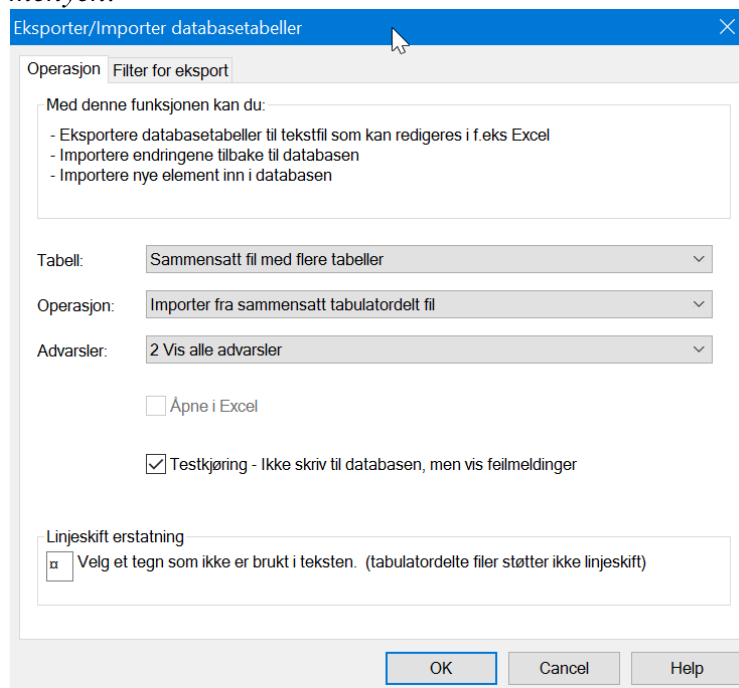 Eksporter/Importer databasetabeller
Operasjon Filter for eksport
Med denne funksjonen kan du:
- Eksportere databasetabeller til tekstfil som kan redigeres i f.eks Excel
- Importere endringene tilbake til databasen
- Importere nye element inn i databasen
Tabell: Sammensatt fil med flere tabeller
Operasjon: Importer fra sammensatt tabulatordelt fil
Advarsler: 2 Vis alle advarsler
Åpne i Excel
Testkjøring - Ikke skriv til databasen, men vis feilmeldinger
Linjeskift erstatning
¤ Velg et tegn som ikke er brukt i teksten. (tabulatordelte filer støtter ikke linjeskift)
OK Cancel Help